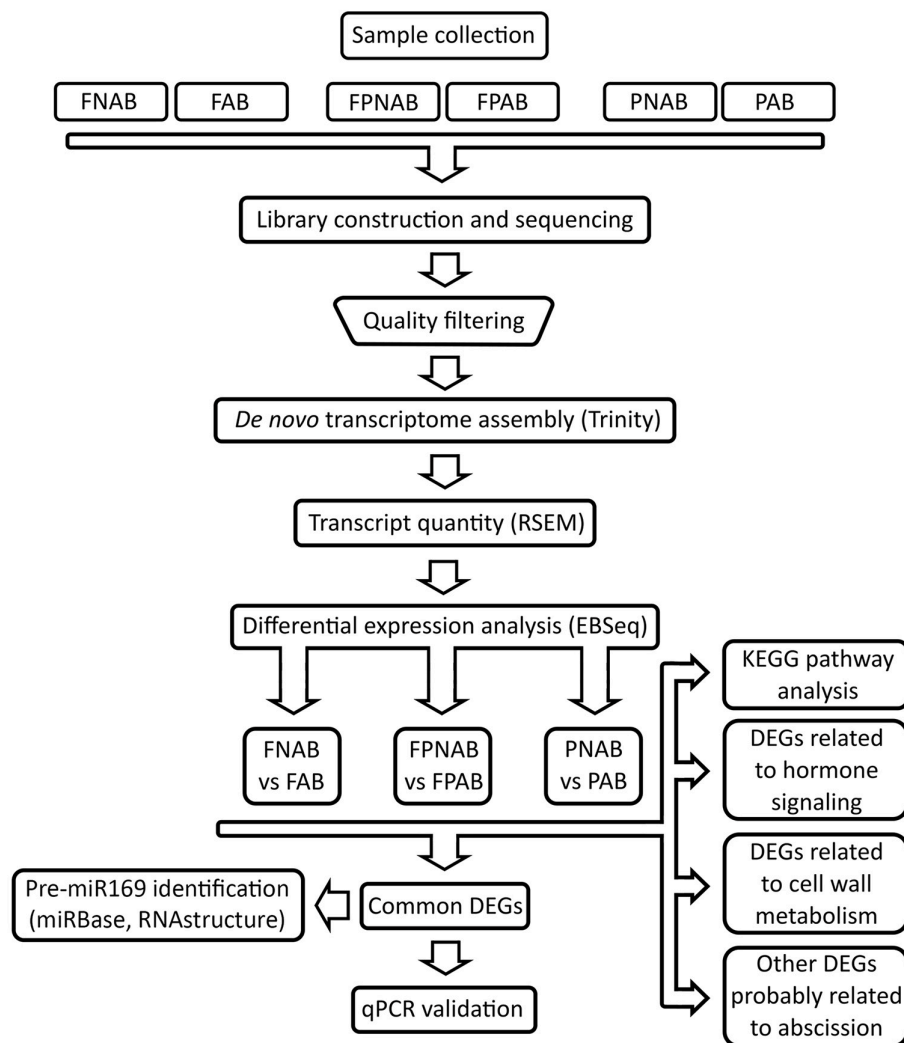 Sample collection
FNAB
FAB
FPNAB
FPAB
PNAB
PAB
Library construction and sequencing
Quality filtering
De novo transcriptome assembly (Trinity)
Transcript quantity (RSEM)
Differential expression analysis (EBSeq)
FNAB
vs FAB
FPNAB
vs FPAB
PNAB
vs PAB
KEGG pathway
analysis
DEGs related
to hormone
signaling
DEGs related
to cell wall
metabolism
Other DEGs
probably related
to abscission
Common DEGs
Pre-miR169 identification
(miRBase, RNAstructure)
qPCR validation